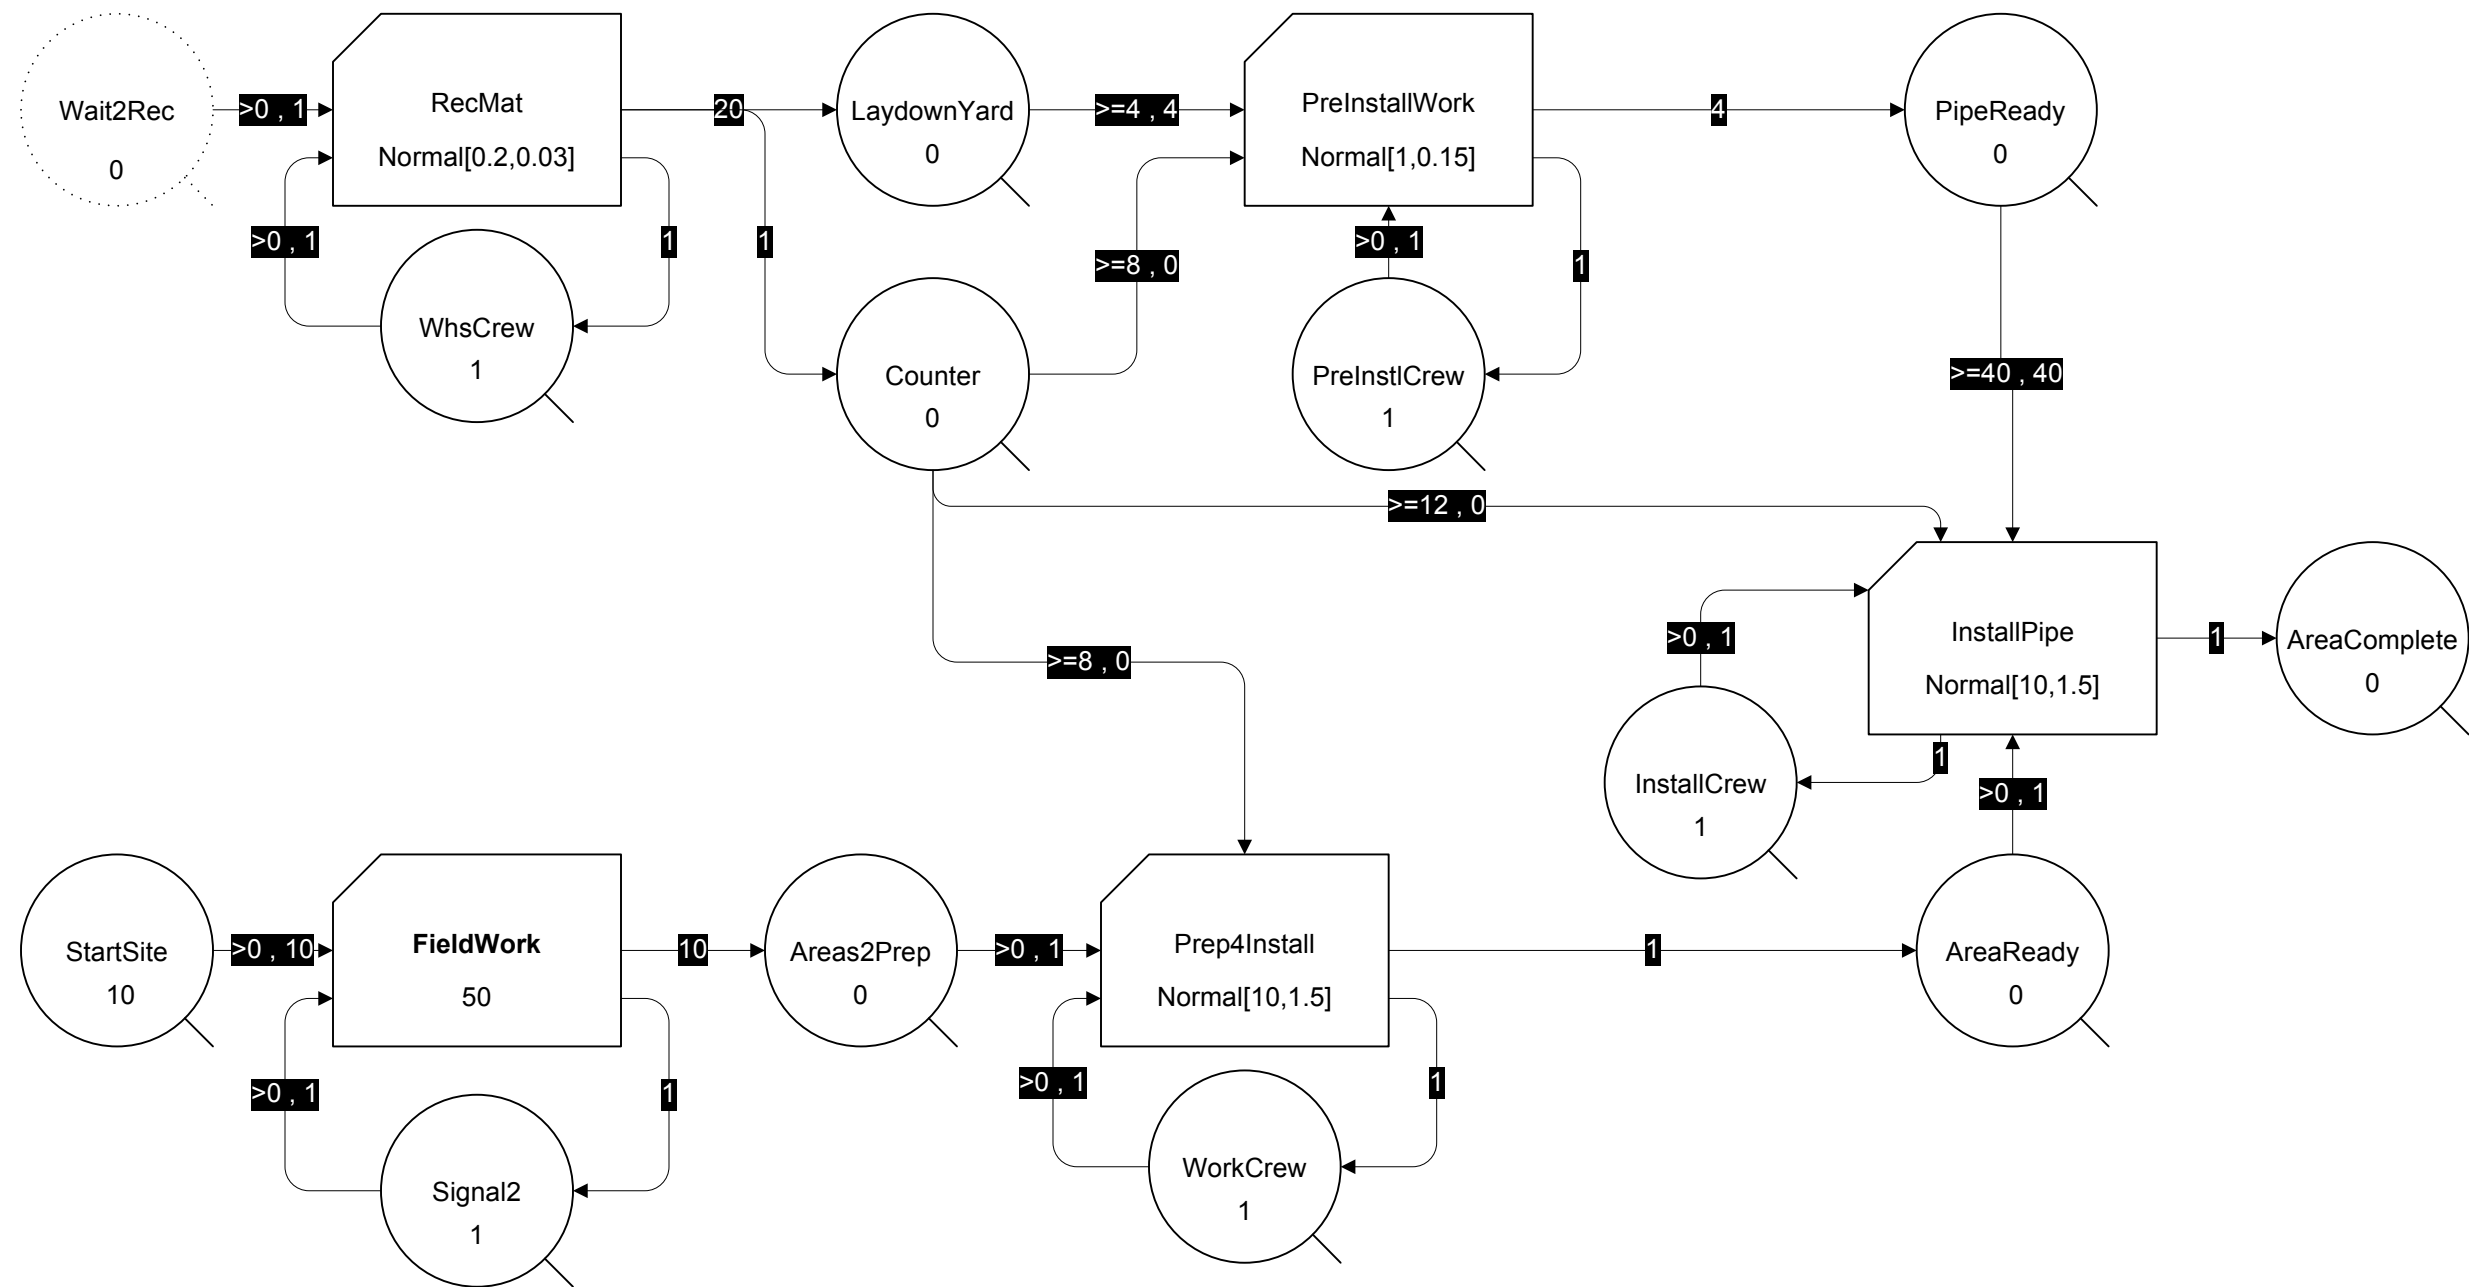 Wait2Rec
0
>0 , 1
RecMat
Normal[0.2,0.03]
20
LaydownYard
0
>=4 , 4
PreInstallWork
Normal[1,0.15]
4
PipeReady
0
>0 , 1
1
1
>=8 , 0
>0 , 1
1
WhsCrew
1
Counter
0
PreInstlCrew
1
>=40 , 40
>=12 , 0
>=8 , 0
>0 , 1
InstallPipe
Normal[10,1.5]
1
AreaComplete
0
InstallCrew
1
1
>0 , 1
StartSite
10
>0 , 10
FieldWork
50
10
Areas2Prep
0
>0 , 1
Prep4Install
Normal[10,1.5]
1
AreaReady
0
>0 , 1
1
>0 , 1
1
Signal2
1
WorkCrew
1